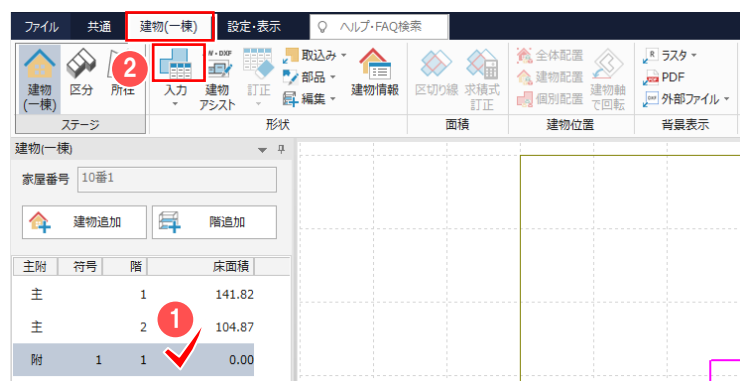 ファイル 共通 建物(一棟) 設定・表示 ヘルプ・FAQ検索
建物
(一棟)
区分
所在
2
入力
W・DXF
建物
アシスト
訂正
取込み
部品
編集
建物情報
区切り線
求積式
訂正
全体配置
建物配置
個別配置
建物軸
で回転
R ラスタ
PDF PDF
DXF 外部ファイル
ステージ 形状 面積 建物位置 背景表示
建物(一棟)
家屋番号 10番1
建物追加 階追加
主附 符号 階 床面積
主 1 141.82
主 2 104.87
1
附 1 1 0.00